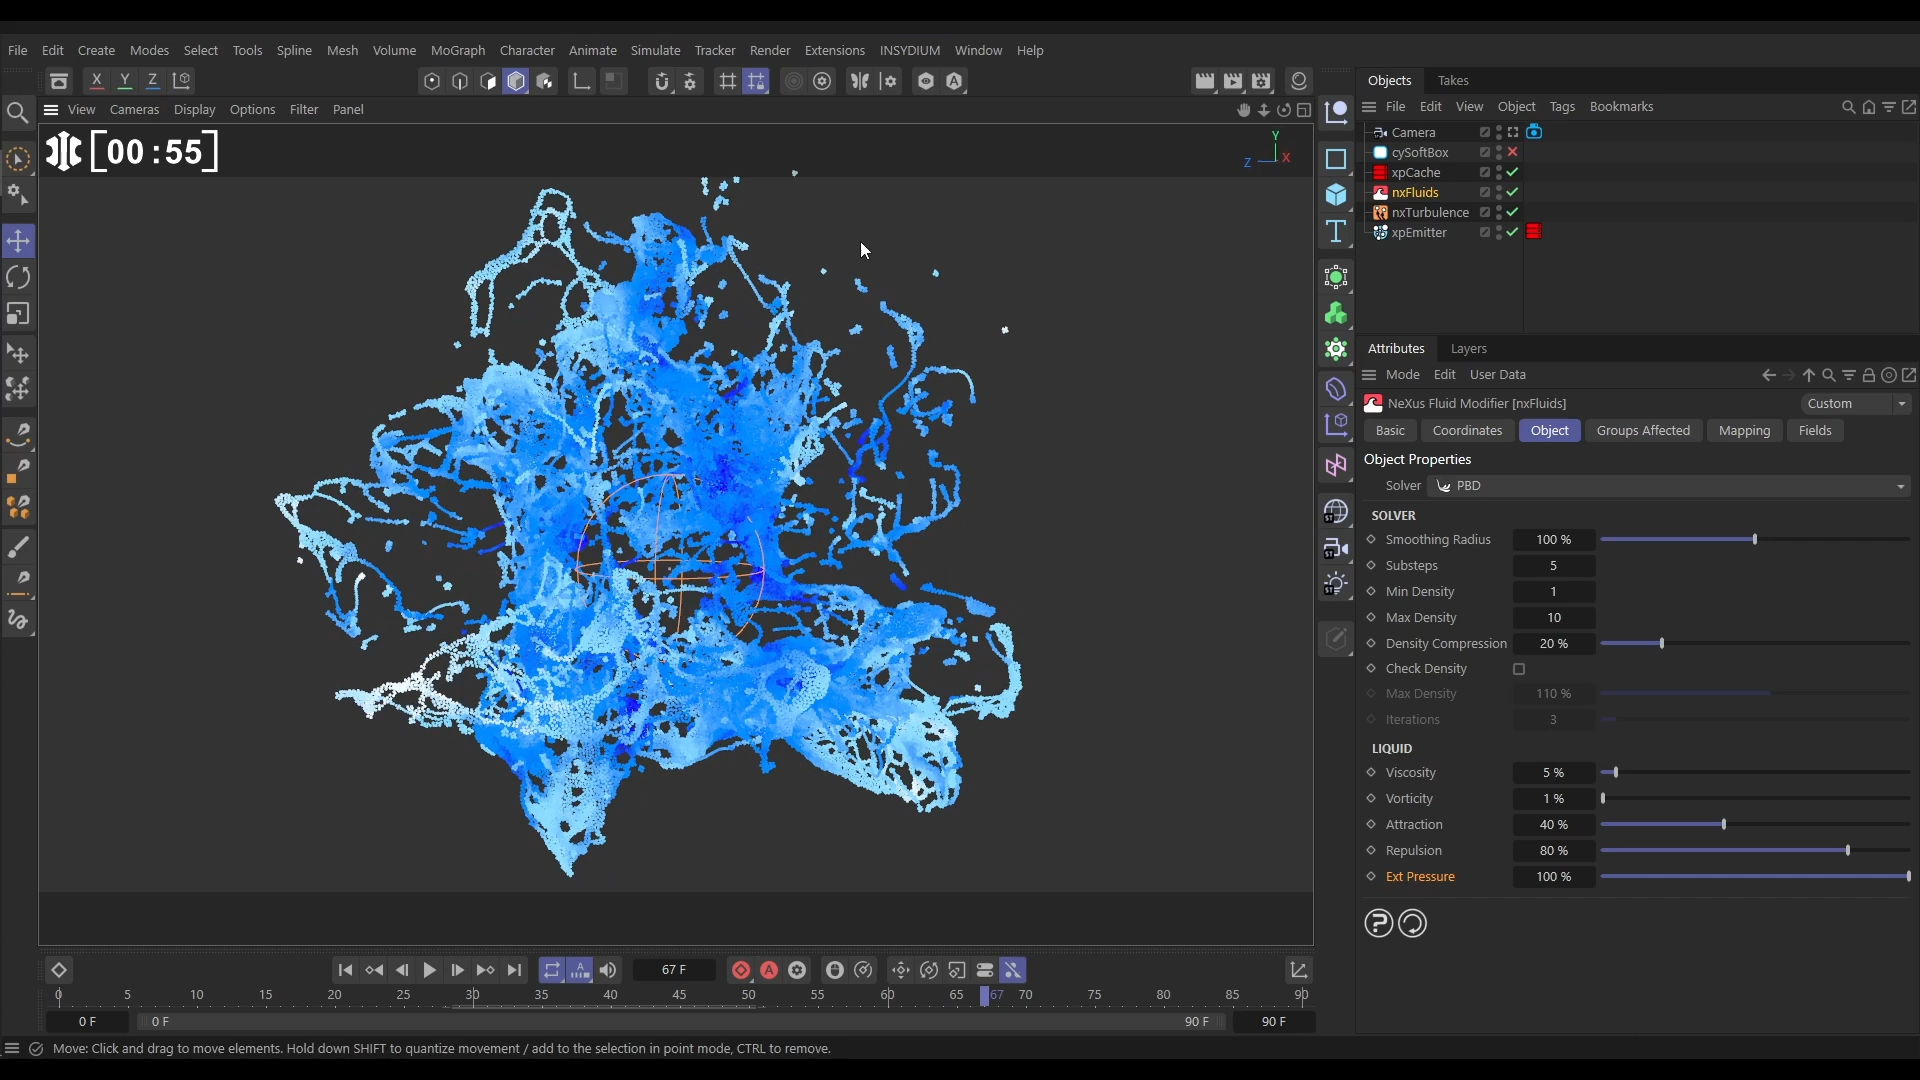 File Edit Create Modes Select Tools Spline Mesh Volume MoGraph Character Animate Simulate Tracker Render Extensions INSYDIUM Window Help
X Y Z
View Cameras Display Options Filter Panel
[00:55]
Y
Z X
Objects Takes
File Edit View Object Tags Bookmarks
Camera
cySoftBox
xpCache
nxFluids
nxTurbulence
xpEmitter
Attributes Layers
Mode Edit User Data
NeXus Fluid Modifier [nxFluids] Custom
Basic Coordinates Object Groups Affected Mapping Fields
Object Properties
Solver PBD
SOLVER
Smoothing Radius 100 %
Substeps 5
Min Density 1
Max Density 10
Density Compression 20 %
Check Density
Max Density 110 %
Iterations 3
LIQUID
Viscosity 5 %
Vorticity 1 %
Attraction 40 %
Repulsion 80 %
Ext Pressure 100 %
67 F
0 5 10 15 20 25 30 35 40 45 50 55 60 65 67 70 75 80 85 90
0 F 0 F 90 F 90 F
Move: Click and drag to move elements. Hold down SHIFT to quantize movement / add to the selection in point mode, CTRL to remove.